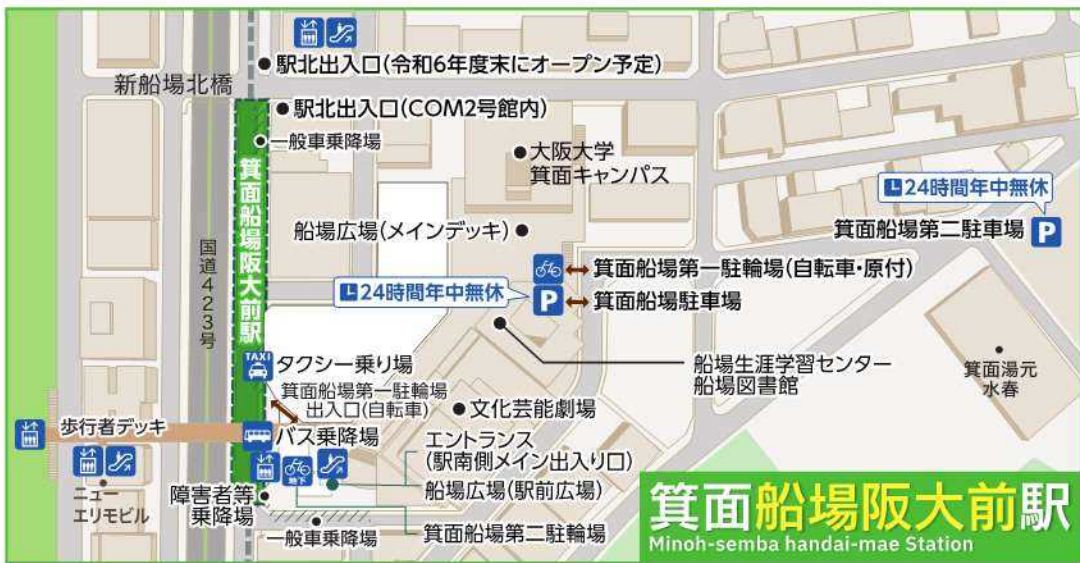 駅北出入口(令和6年度末にオープン予定)
新船場北橋
駅北出入口(COM2号館内)
一般車乗降場
大阪大学
箕面キャンパス
24時間年中無休
箕面船場第二駐車場
P
箕面船場阪大前駅
国道423号
船場広場(メインデッキ)
箕面船場第一駐輪場(自転車・原付)
24時間年中無休
P
箕面船場駐車場
TAXI
タクシー乗り場
船場生涯学習センター
船場図書館
箕面湯元
水春
箕面船場第一駐輪場
出入口(自転車)
文化芸能劇場
歩行者デッキ
バス乗降場
エントランス
(駅南側メイン出入り口)
地下
船場広場(駅前広場)
ニュー
エリモビル
障害者等
乗降場
一般車乗降場
箕面船場第二駐輪場
箕面船場阪大前駅
Minoh-semba handai-mae Station